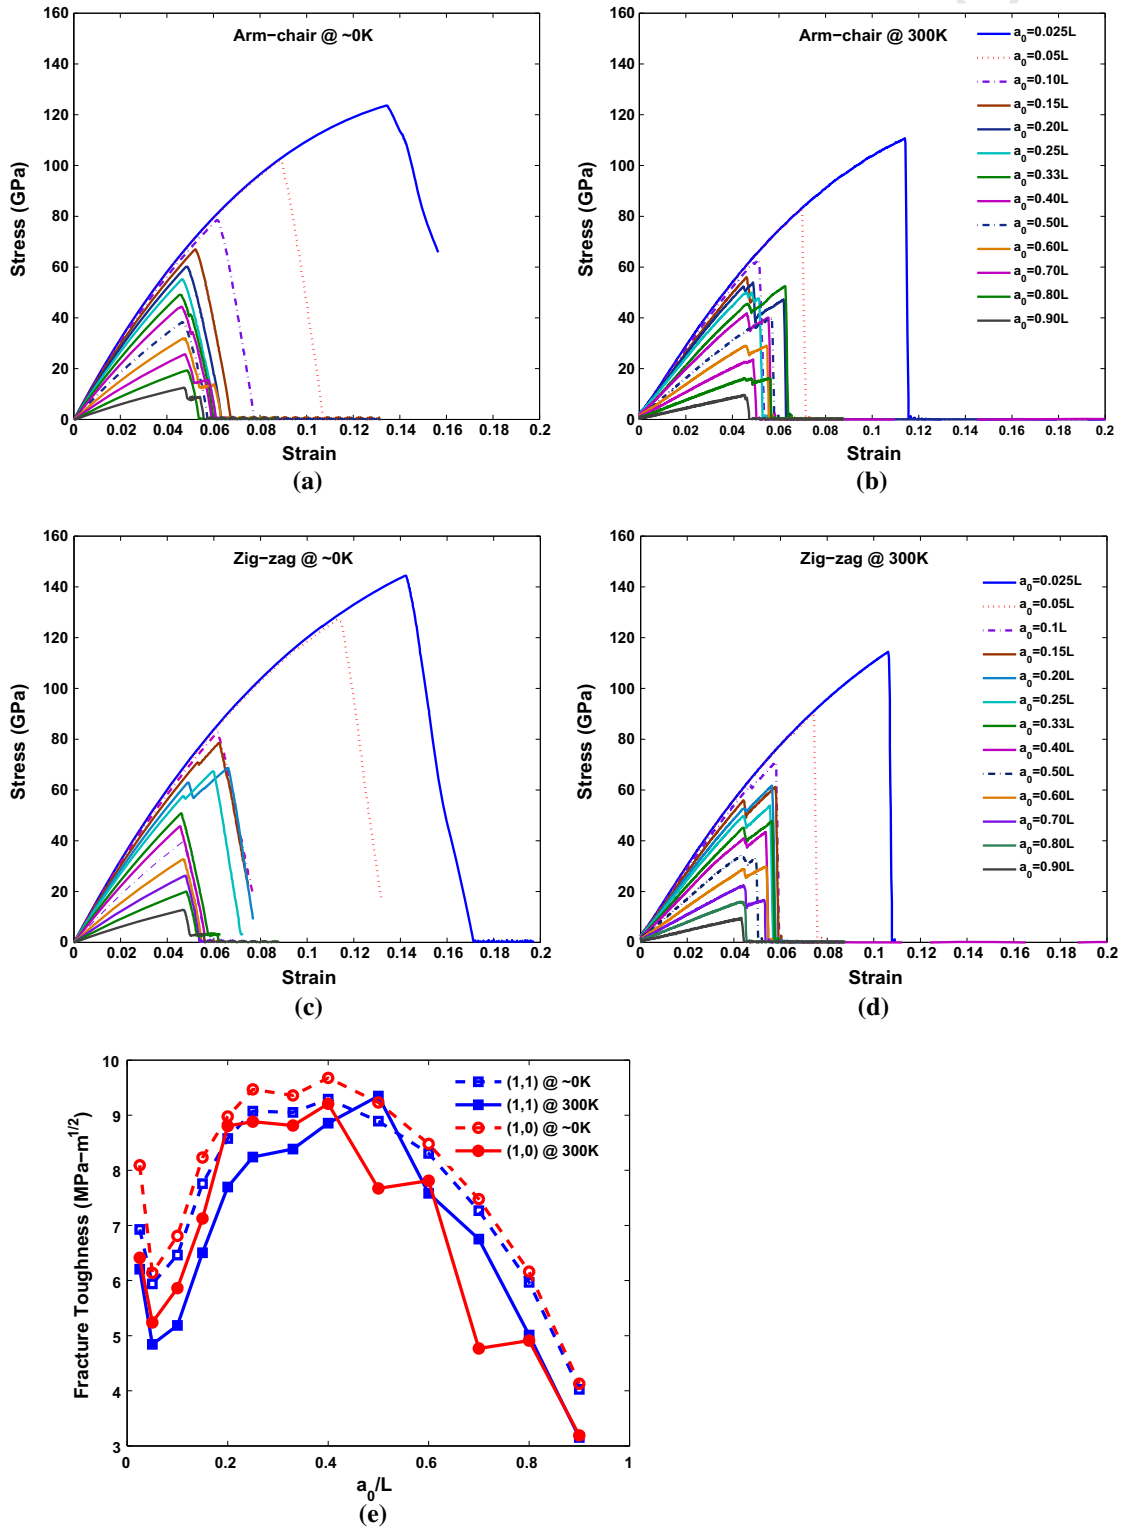 Arm−chair @ ~0K
160
140
120
100
80
60
40
20
0
0
0.02
0.04
0.06
0.08
0.1
0.12
0.14
0.16
0.18
0.2
Stress (GPa)
Strain
(a)
Arm−chair @ 300K
160
140
120
100
80
60
40
20
0
0
0.02
0.04
0.06
0.08
0.1
0.12
0.14
0.16
0.18
0.2
Stress (GPa)
Strain
a0=0.025L
a0=0.05L
a0=0.10L
a0=0.15L
a0=0.20L
a0=0.25L
a0=0.33L
a0=0.40L
a0=0.50L
a0=0.60L
a0=0.70L
a0=0.80L
a0=0.90L
(b)
Zig−zag @ ~0K
160
140
120
100
80
60
40
20
0
0
0.02
0.04
0.06
0.08
0.1
0.12
0.14
0.16
0.18
0.2
Stress (GPa)
Strain
(c)
Zig−zag @ 300K
160
140
120
100
80
60
40
20
0
0
0.02
0.04
0.06
0.08
0.1
0.12
0.14
0.16
0.18
0.2
Stress (GPa)
Strain
a0=0.025L
a0=0.05L
a0=0.1L
a0=0.15L
a0=0.20L
a0=0.25L
a0=0.33L
a0=0.40L
a0=0.50L
a0=0.60L
a0=0.70L
a0=0.80L
a0=0.90L
(d)
10
9
8
7
6
5
4
3
0
0.2
0.4
0.6
0.8
1
Fracture Toughness (MPa−m^1/2)
a0/L
(1,1) @ ~0K
(1,1) @ 300K
(1,0) @ ~0K
(1,0) @ 300K
(e)